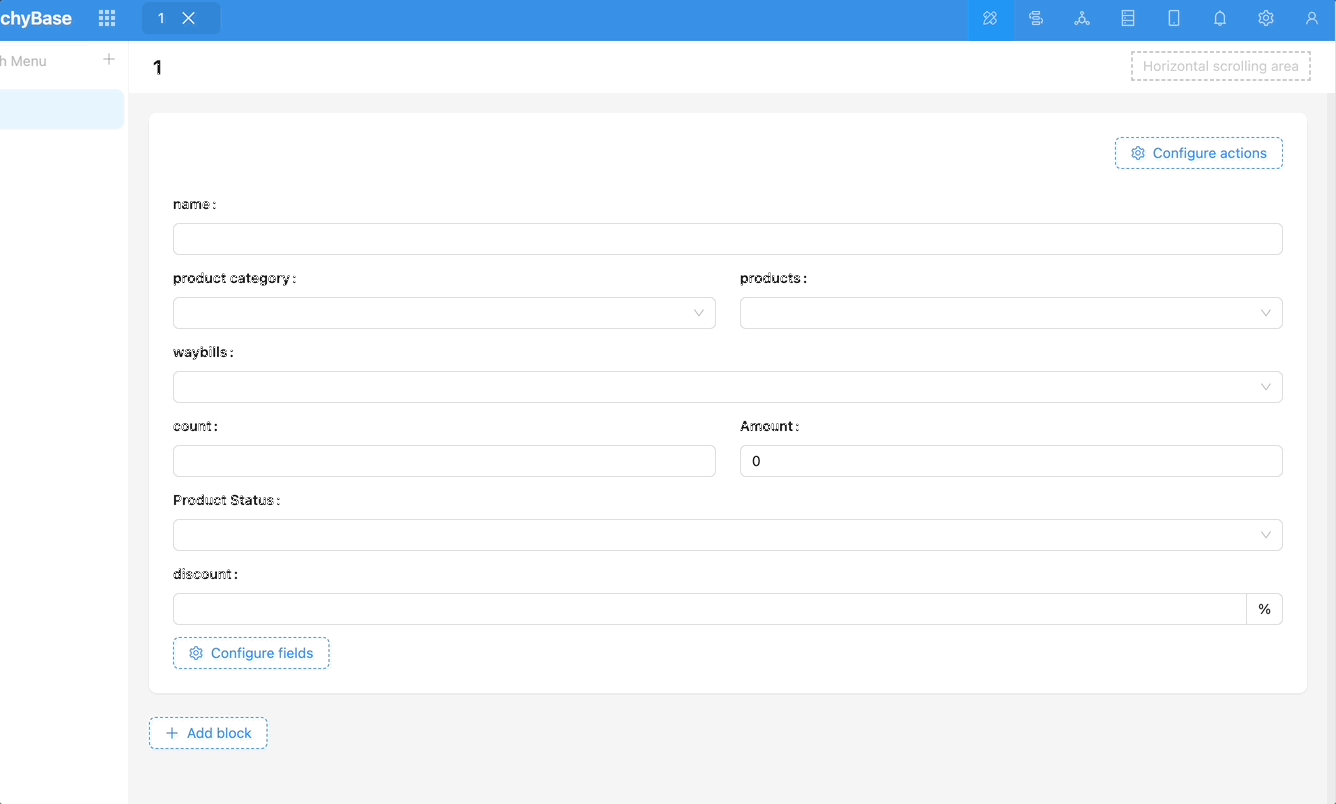 chyBase
1
h Menu
1
Horizontal scrolling area
Configure actions
name:
product category:
products:
waybills:
count:
Amount:
0
Product Status:
discount:
%
Configure fields
Add block